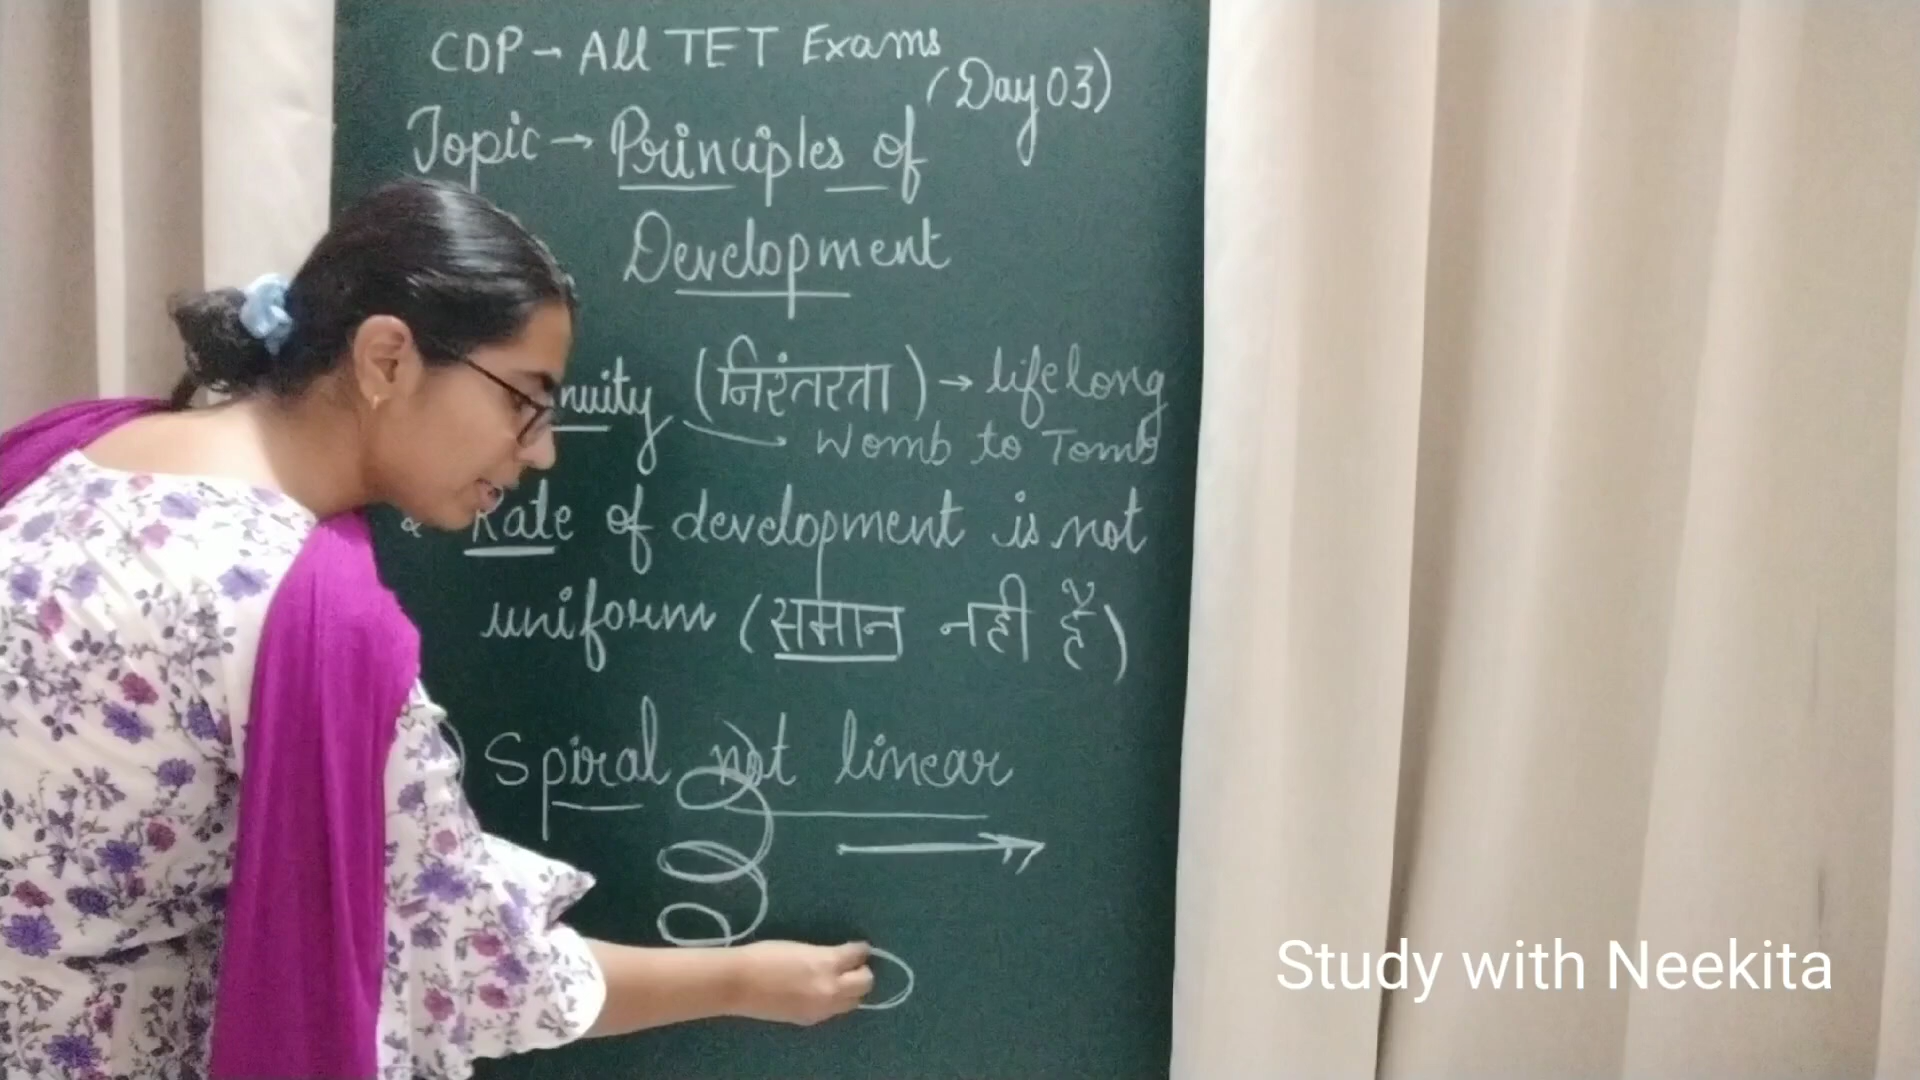 CDP → All TET Exams
(Day 03)
Topic → Principles of
Development
nuity (निरंतरता) → lifelong
Womb to Tomb
Rate of development is not
uniform (समान नही हैं)
) Spiral not linear
Study with Neekita